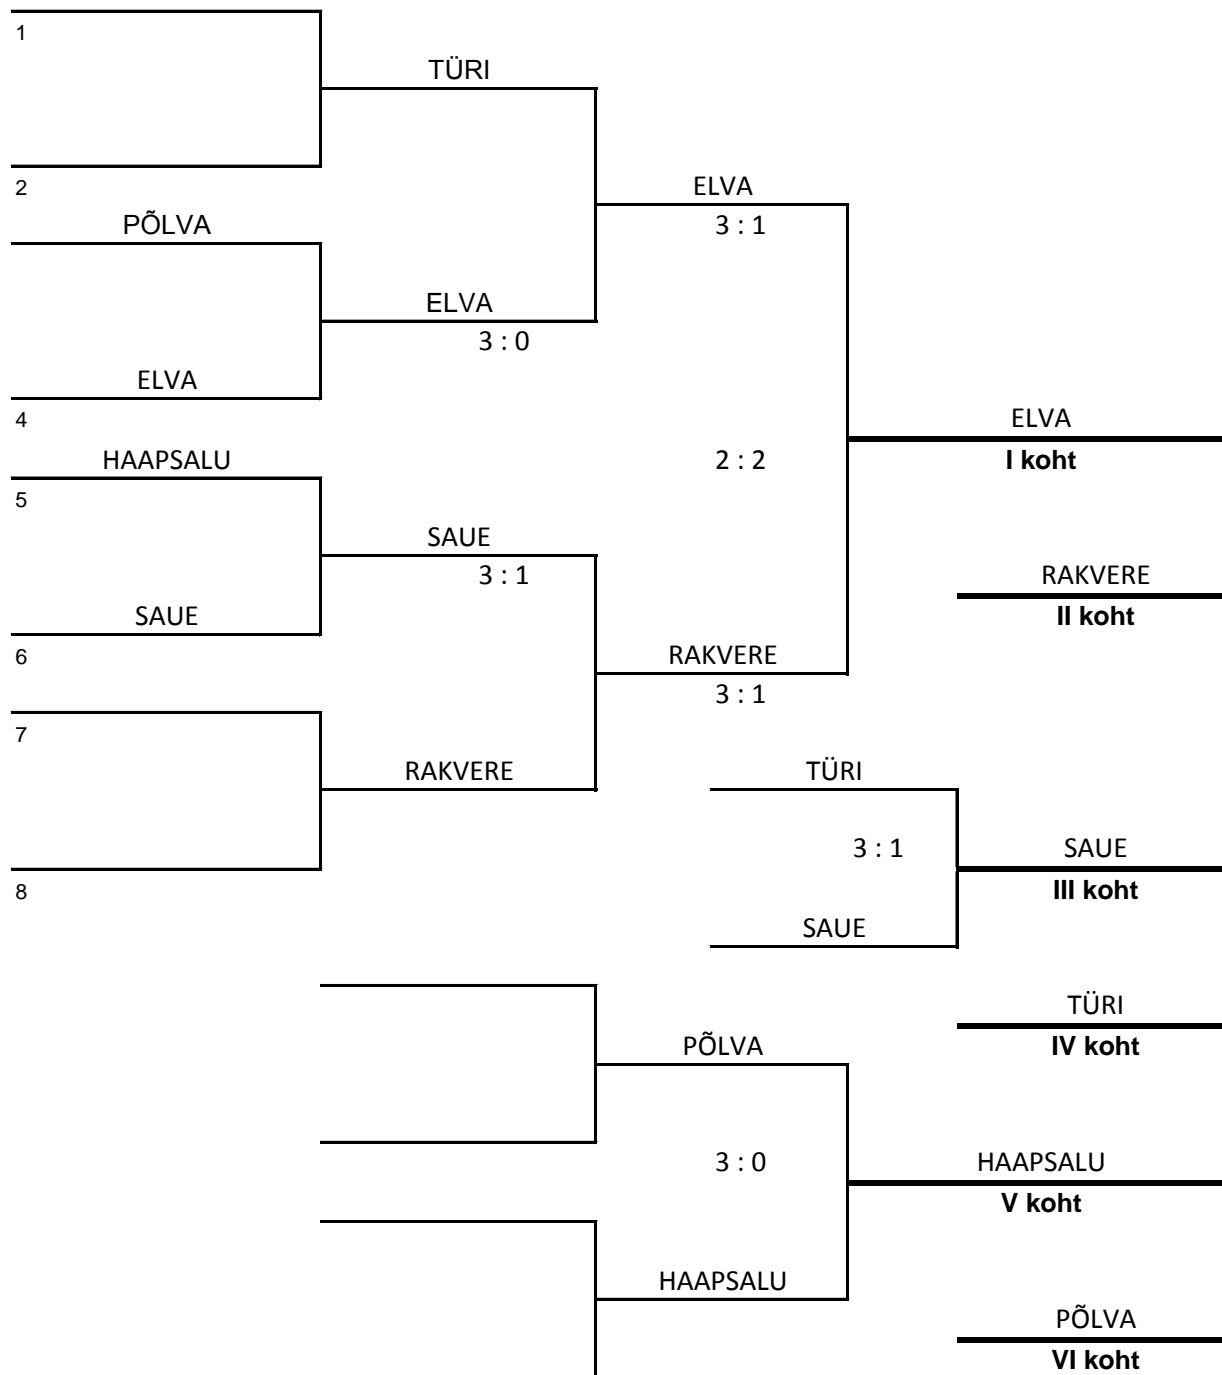 1
TÜRI
2
ELVA
PÕLVA
3 : 1
ELVA
3 : 0
ELVA
4
ELVA
HAAPSALU
2 : 2
I koht
5
SAUE
3 : 1
RAKVERE
SAUE
II koht
6
RAKVERE
3 : 1
7
RAKVERE
TÜRI
3 : 1
SAUE
8
III koht
SAUE
TÜRI
PÕLVA
IV koht
3 : 0
HAAPSALU
V koht
HAAPSALU
PÕLVA
VI koht